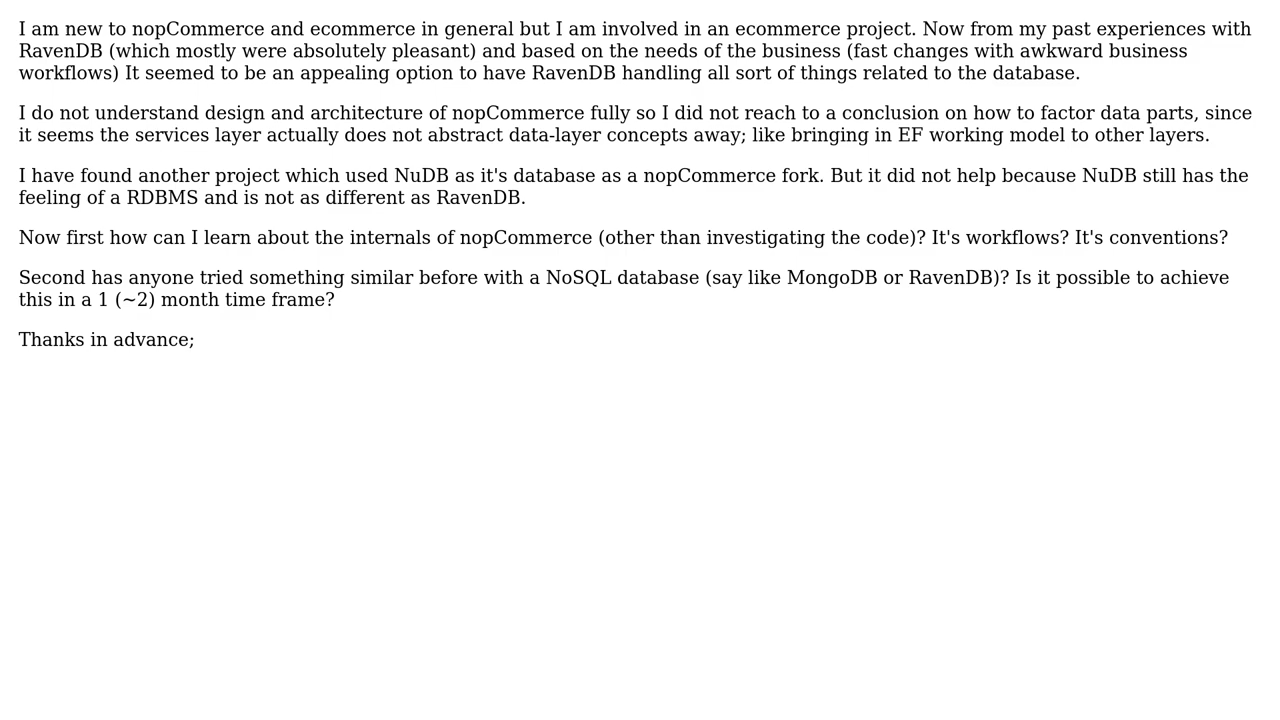 I am new to nopCommerce and ecommerce in general but I am involved in an ecommerce project. Now from my past experiences with
RavenDB (which mostly were absolutely pleasant) and based on the needs of the business (fast changes with awkward business
workflows) It seemed to be an appealing option to have RavenDB handling all sort of things related to the database.
I do not understand design and architecture of nopCommerce fully so I did not reach to a conclusion on how to factor data parts, since
it seems the services layer actually does not abstract data-layer concepts away; like bringing in EF working model to other layers.
I have found another project which used NuDB as it's database as a nopCommerce fork. But it did not help because NuDB still has the
feeling of a RDBMS and is not as different as RavenDB.
Now first how can I learn about the internals of nopCommerce (other than investigating the code)? It's workflows? It's conventions?
Second has anyone tried something similar before with a NoSQL database (say like MongoDB or RavenDB)? Is it possible to achieve
this in a 1 (~2) month time frame?
Thanks in advance;